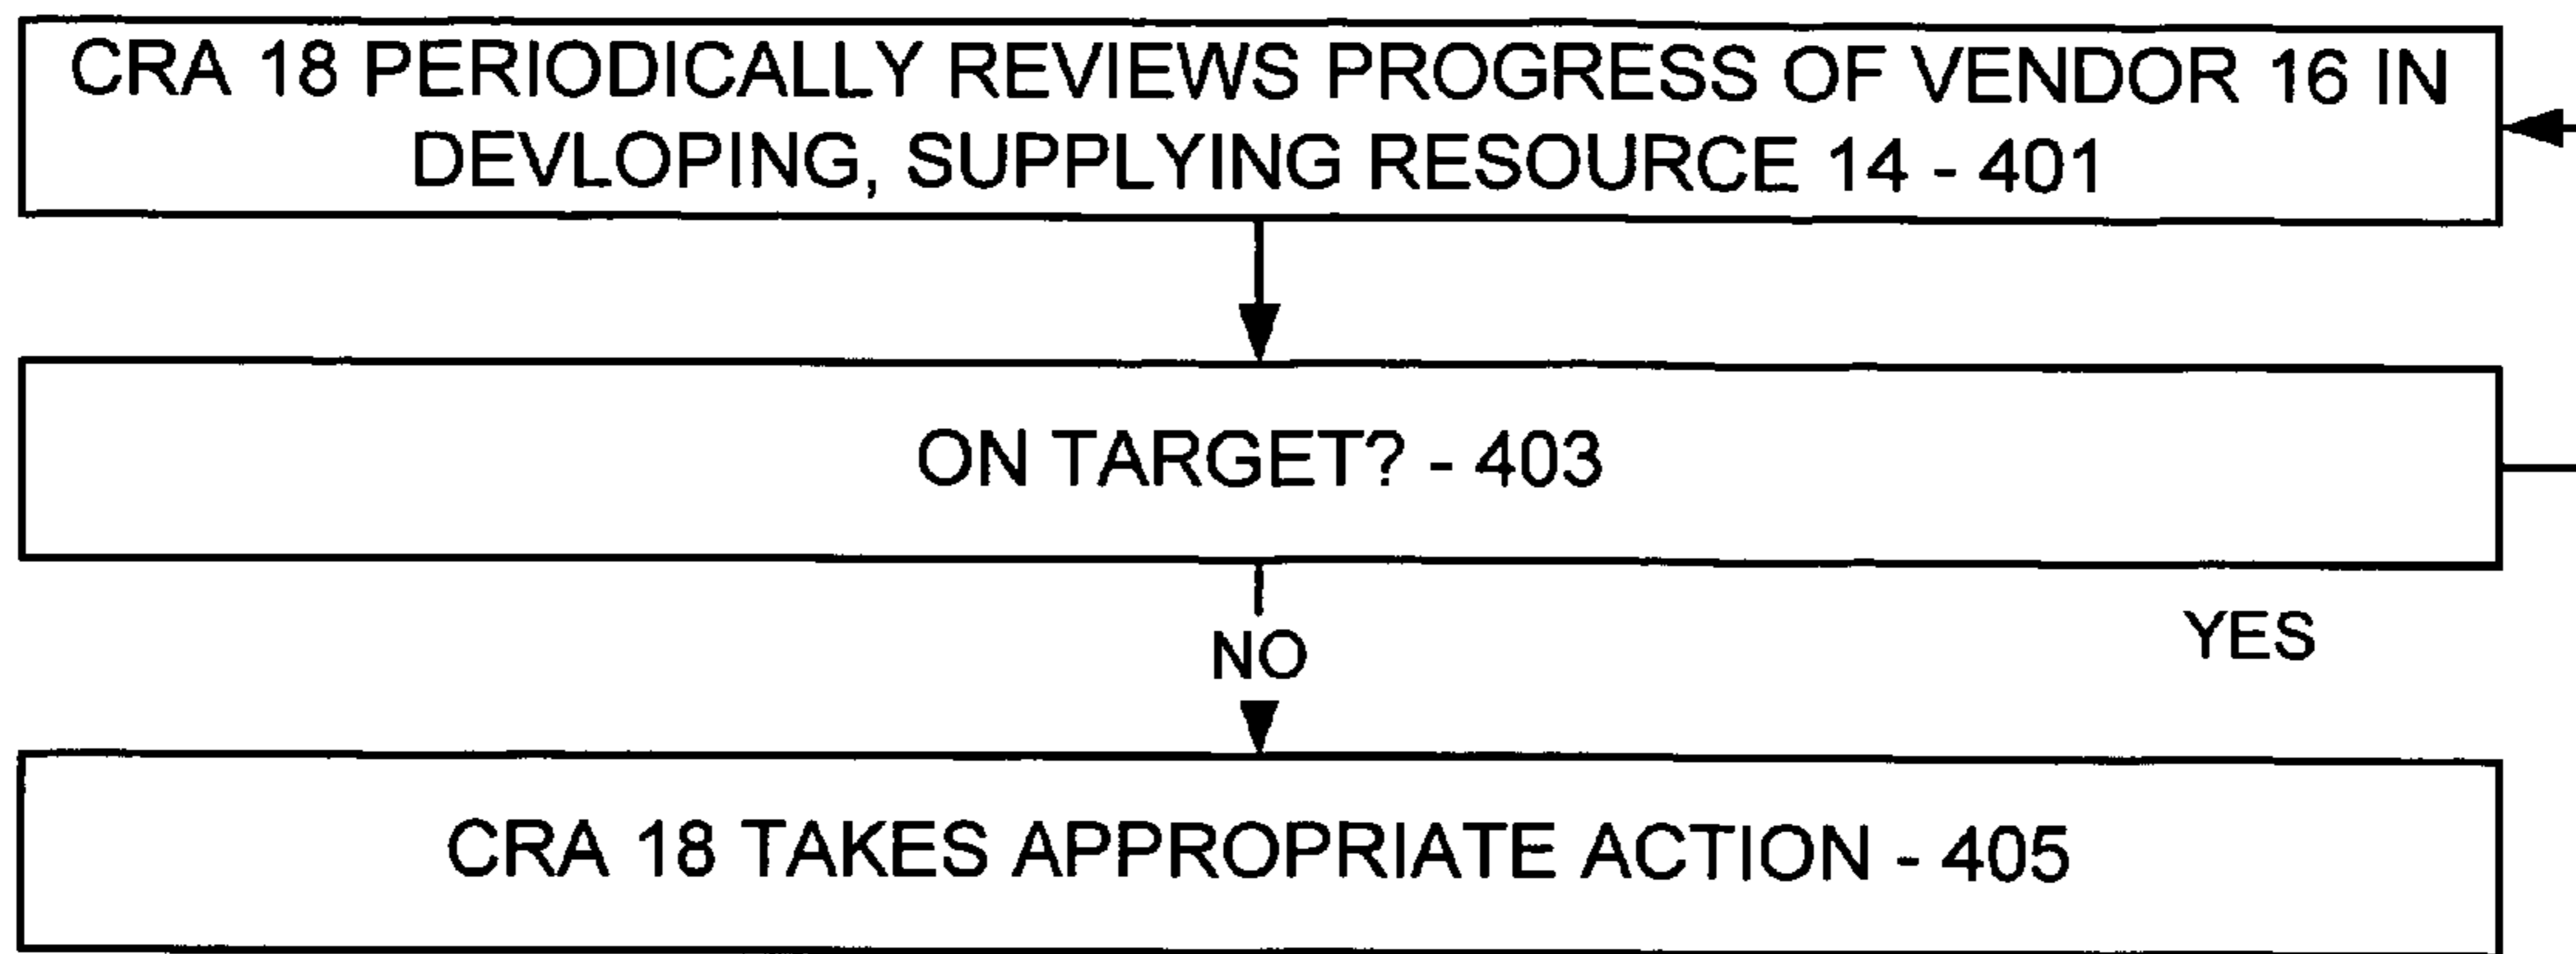 CRA 18 PERIODICALLY REVIEWS PROGRESS OF VENDOR 16 IN
DEVLOPING, SUPPLYING RESOURCE 14 - 401
ON TARGET? - 403
NO
YES
CRA 18 TAKES APPROPRIATE ACTION - 405